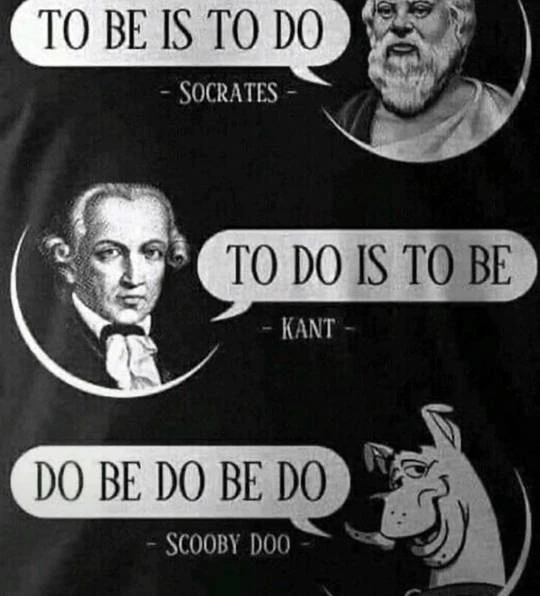 TO BE IS TO DO
- SOCRATES -
TO DO IS TO BE
- KANT -
DO BE DO BE DO
- SCOOBY DOO -